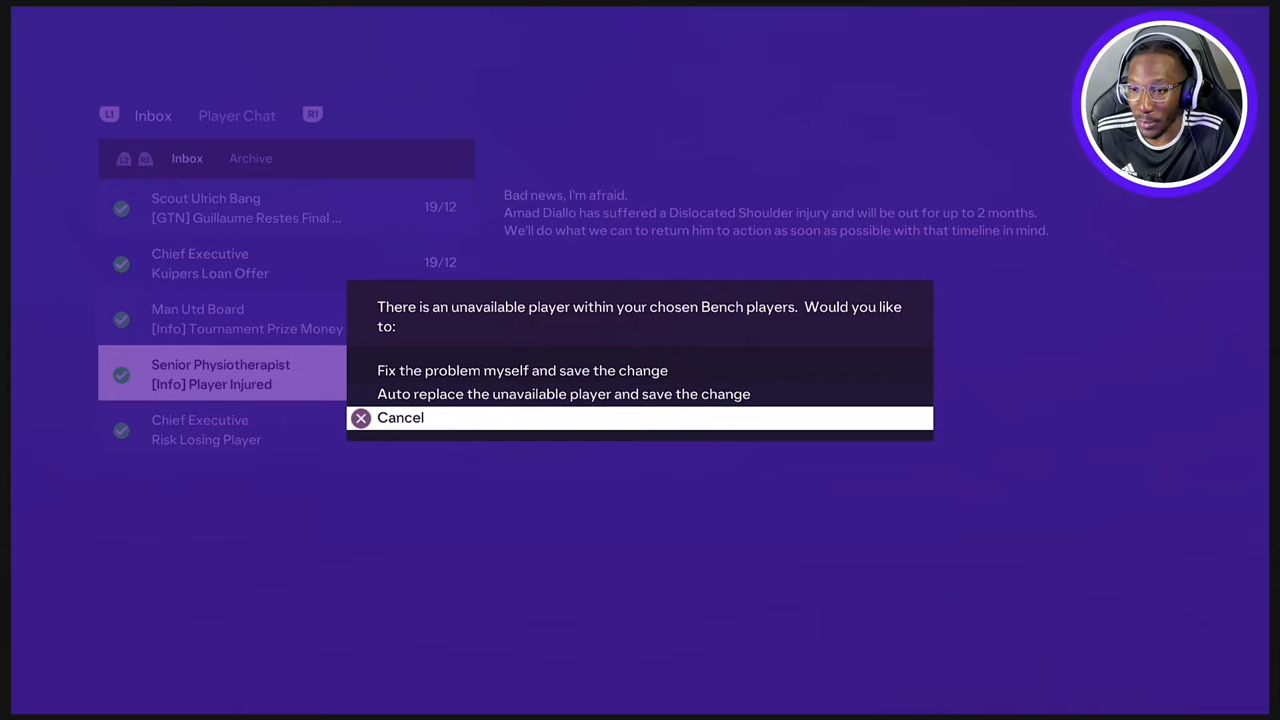 L1 Inbox Player Chat R1
L2 R2 Inbox Archive
Scout Ulrich Bang
[GTN] Guillaume Restes Final ...
19/12
Chief Executive
Kuipers Loan Offer
19/12
Man Utd Board
[Info] Tournament Prize Money
Senior Physiotherapist
[Info] Player Injured
Chief Executive
Risk Losing Player
Bad news, I'm afraid.
Amad Diallo has suffered a Dislocated Shoulder injury and will be out for up to 2 months.
We'll do what we can to return him to action as soon as possible with that timeline in mind.
There is an unavailable player within your chosen Bench players. Would you like
to:
Fix the problem myself and save the change
Auto replace the unavailable player and save the change
Cancel